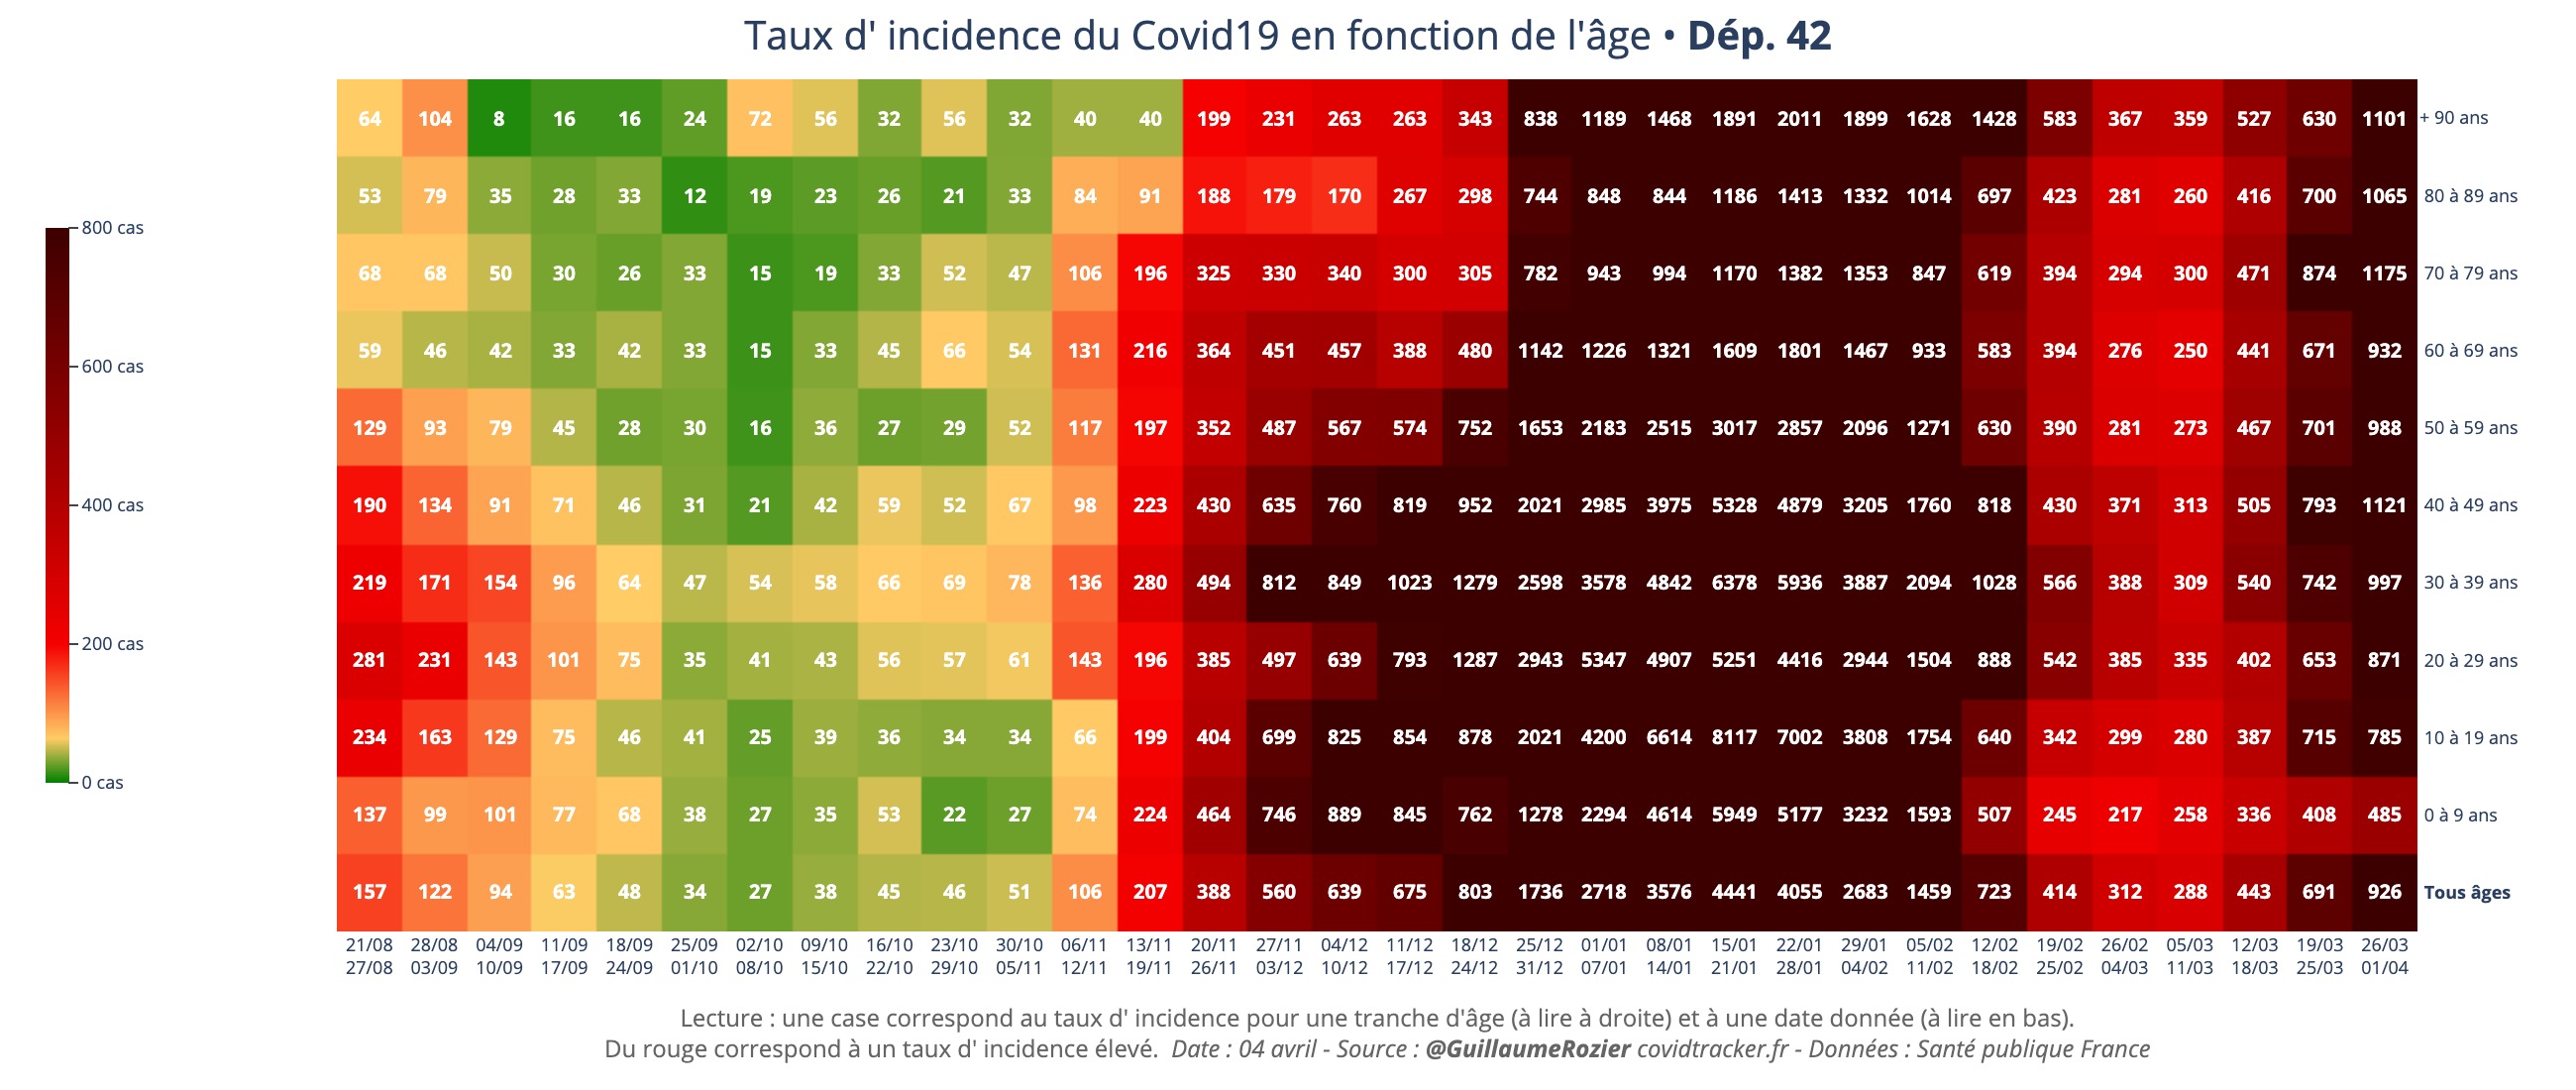 Taux d' incidence du Covid19 en fonction de l'âge • Dép. 42
64 104 8 16 16 24 72 56 32 56 32 40 40 199 231 263 263 343 838 1189 1468 1891 2011 1899 1628 1428 583 367 359 527 630 1101 + 90 ans
53 79 35 28 33 12 19 23 26 21 33 84 91 188 179 170 267 298 744 848 844 1186 1413 1332 1014 697 423 281 260 416 700 1065 80 à 89 ans
800 cas
68 68 50 30 26 33 15 19 33 52 47 106 196 325 330 340 300 305 782 943 994 1170 1382 1353 847 619 394 294 300 471 874 1175 70 à 79 ans
59 46 42 33 42 33 15 33 45 66 54 131 216 364 451 457 388 480 1142 1226 1321 1609 1801 1467 933 583 394 276 250 441 671 932 60 à 69 ans
600 cas
129 93 79 45 28 30 16 36 27 29 52 117 197 352 487 567 574 752 1653 2183 2515 3017 2857 2096 1271 630 390 281 273 467 701 988 50 à 59 ans
400 cas
190 134 91 71 46 31 21 42 59 52 67 98 223 430 635 760 819 952 2021 2985 3975 5328 4879 3205 1760 818 430 371 313 505 793 1121 40 à 49 ans
219 171 154 96 64 47 54 58 66 69 78 136 280 494 812 849 1023 1279 2598 3578 4842 6378 5936 3887 2094 1028 566 388 309 540 742 997 30 à 39 ans
200 cas
281 231 143 101 75 35 41 43 56 57 61 143 196 385 497 639 793 1287 2943 5347 4907 5251 4416 2944 1504 888 542 385 335 402 653 871 20 à 29 ans
234 163 129 75 46 41 25 39 36 34 34 66 199 404 699 825 854 878 2021 4200 6614 8117 7002 3808 1754 640 342 299 280 387 715 785 10 à 19 ans
0 cas
137 99 101 77 68 38 27 35 53 22 27 74 224 464 746 889 845 762 1278 2294 4614 5949 5177 3232 1593 507 245 217 258 336 408 485 0 à 9 ans
157 122 94 63 48 34 27 38 45 46 51 106 207 388 560 639 675 803 1736 2718 3576 4441 4055 2683 1459 723 414 312 288 443 691 926 Tous âges
21/08 28/08 04/09 11/09 18/09 25/09 02/10 09/10 16/10 23/10 30/10 06/11 13/11 20/11 27/11 04/12 11/12 18/12 25/12 01/01 08/01 15/01 22/01 29/01 05/02 12/02 19/02 26/02 05/03 12/03 19/03 26/03
27/08 03/09 10/09 17/09 24/09 01/10 08/10 15/10 22/10 29/10 05/11 12/11 19/11 26/11 03/12 10/12 17/12 24/12 31/12 07/01 14/01 21/01 28/01 04/02 11/02 18/02 25/02 04/03 11/03 18/03 25/03 01/04
Lecture : une case correspond au taux d' incidence pour une tranche d'âge (à lire à droite) et à une date donnée (à lire en bas).
Du rouge correspond à un taux d' incidence élevé. Date : 04 avril - Source : @GuillaumeRozier covidtracker.fr - Données : Santé publique France